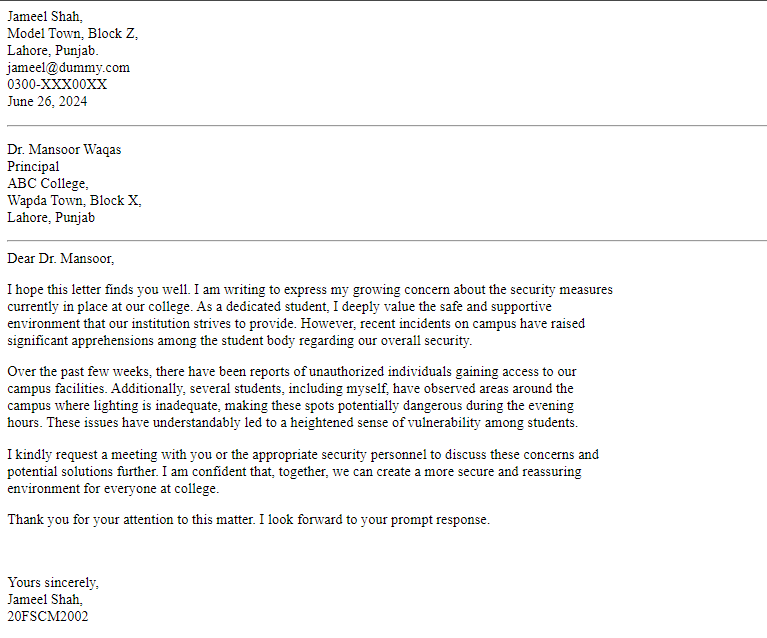 Jameel Shah,
Model Town, Block Z,
Lahore, Punjab.
jameel@dummy.com
0300-XXX00XX
June 26, 2024
Dr. Mansoor Waqas
Principal
ABC College,
Wapda Town, Block X,
Lahore, Punjab
Dear Dr. Mansoor,
I hope this letter finds you well. I am writing to express my growing concern about the security measures
currently in place at our college. As a dedicated student, I deeply value the safe and supportive
environment that our institution strives to provide. However, recent incidents on campus have raised
significant apprehensions among the student body regarding our overall security.
Over the past few weeks, there have been reports of unauthorized individuals gaining access to our
campus facilities. Additionally, several students, including myself, have observed areas around the
campus where lighting is inadequate, making these spots potentially dangerous during the evening
hours. These issues have understandably led to a heightened sense of vulnerability among students.
I kindly request a meeting with you or the appropriate security personnel to discuss these concerns and
potential solutions further. I am confident that, together, we can create a more secure and reassuring
environment for everyone at college.
Thank you for your attention to this matter. I look forward to your prompt response.
Yours sincerely,
Jameel Shah,
20FSCM2002